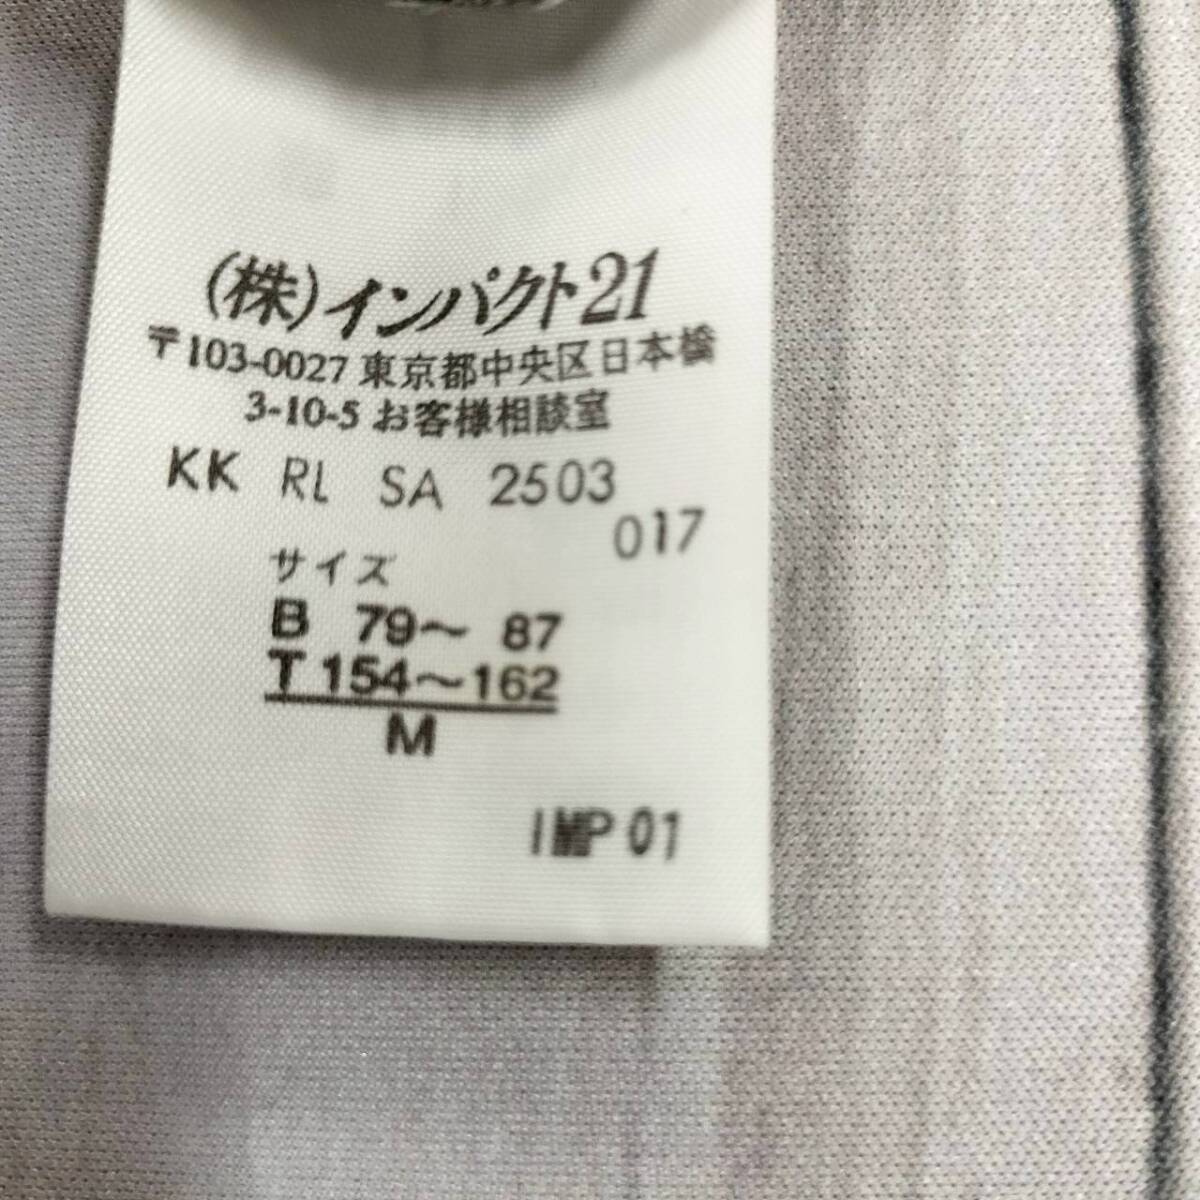 (株)インパクト21
〒103-0027 東京都中央区日本橋
3-10-5 お客様相談室
KK RL SA 2503
017
サイズ
B 79〜 87
T 154〜162
M
IMP 01